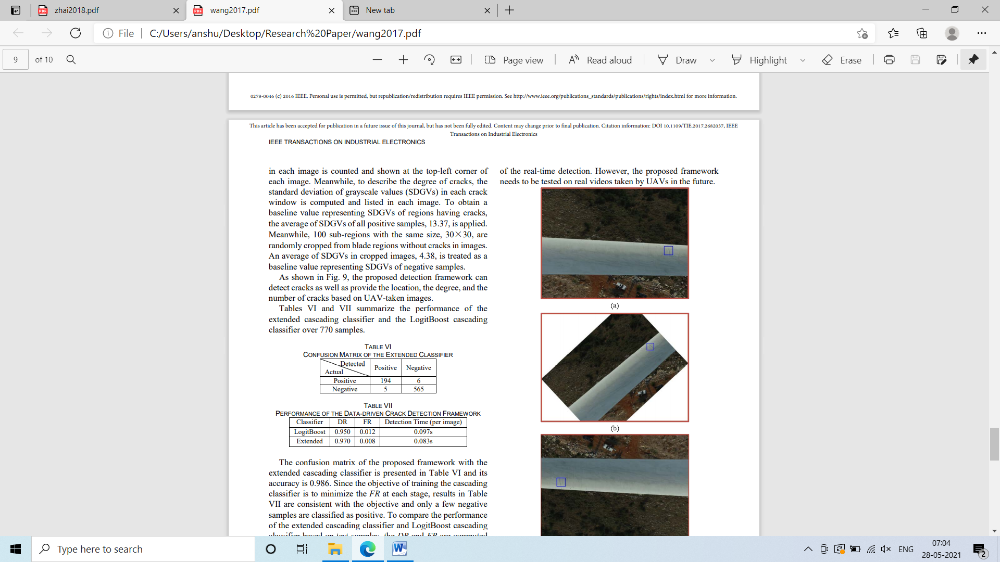 zhai2018.pdf
wang2017.pdf
New tab
File
C:/Users/anshu/Desktop/Research%20Paper/wang2017.pdf
9
of 10
Page view
Read aloud
Draw
Highlight
Erase
0278-0046 (c) 2016 IEEE. Personal use is permitted, but republication/redistribution requires IEEE permission. See http://www.ieee.org/publications_standards/publications/rights/index.html for more information.
This article has been accepted for publication in a future issue of this journal, but has not been fully edited. Content may change prior to final publication. Citation information: DOI 10.1109/TIE.2017.2682037, IEEE
Transactions on Industrial Electronics
IEEE TRANSACTIONS ON INDUSTRIAL ELECTRONICS
in each image is counted and shown at the top-left corner of
each image. Meanwhile, to describe the degree of cracks, the
standard deviation of grayscale values (SDGVs) in each crack
window is computed and listed in each image. To obtain a
baseline value representing SDGVs of regions having cracks,
the average of SDGVs of all positive samples, 13.37, is applied.
Meanwhile, 100 sub-regions with the same size, 30×30, are
randomly cropped from blade regions without cracks in images.
An average of SDGVs in cropped images, 4.38, is treated as a
baseline value representing SDGVs of negative samples.
As shown in Fig. 9, the proposed detection framework can
detect cracks as well as provide the location, the degree, and the
number of cracks based on UAV-taken images.
Tables VI and VII summarize the performance of the
extended cascading classifier and the LogitBoost cascading
classifier over 770 samples.
TABLE VI
CONFUSION MATRIX OF THE EXTENDED CLASSIFIER
Detected
Actual
Positive Negative
Positive 194 6
Negative 5 565
TABLE VII
PERFORMANCE OF THE DATA-DRIVEN CRACK DETECTION FRAMEWORK
Classifier DR FR Detection Time (per image)
LogitBoost 0.950 0.012 0.097s
Extended 0.970 0.008 0.083s
The confusion matrix of the proposed framework with the
extended cascading classifier is presented in Table VI and its
accuracy is 0.986. Since the objective of training the cascading
classifier is to minimize the FR at each stage, results in Table
VII are consistent with the objective and only a few negative
samples are classified as positive. To compare the performance
of the extended cascading classifier and LogitBoost cascading
classifier based on test samples, the DR and FR are computed
of the real-time detection. However, the proposed framework
needs to be tested on real videos taken by UAVs in the future.
(a)
(b)
Type here to search
ENG
07:04
28-05-2021
2